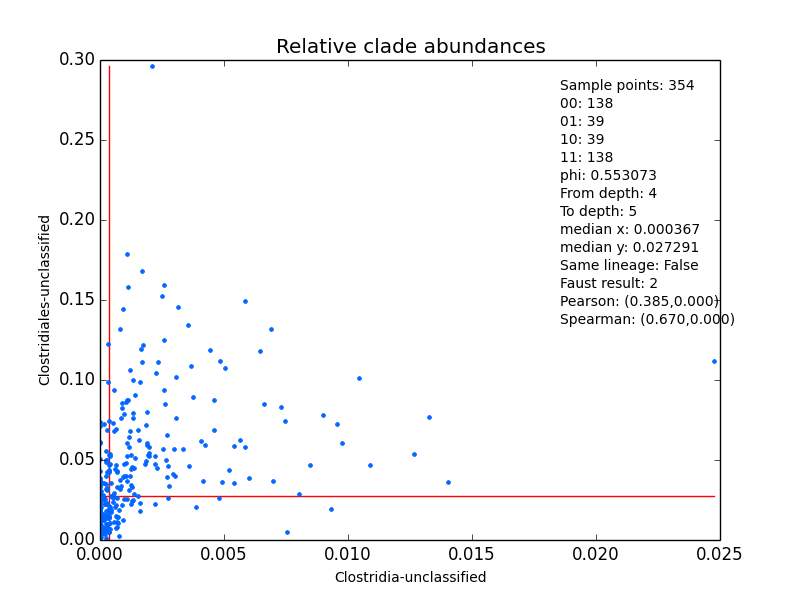 Relative clade abundances
0.30
0.25
0.20
0.15
0.10
0.05
0.00
Clostridiales-unclassified
Sample points: 354
00: 138
01: 39
10: 39
11: 138
phi: 0.553073
From depth: 4
To depth: 5
median x: 0.000367
median y: 0.027291
Same lineage: False
Faust result: 2
Pearson: (0.385,0.000)
Spearman: (0.670,0.000)
0.000 0.005 0.010 0.015 0.020 0.025
Clostridia-unclassified